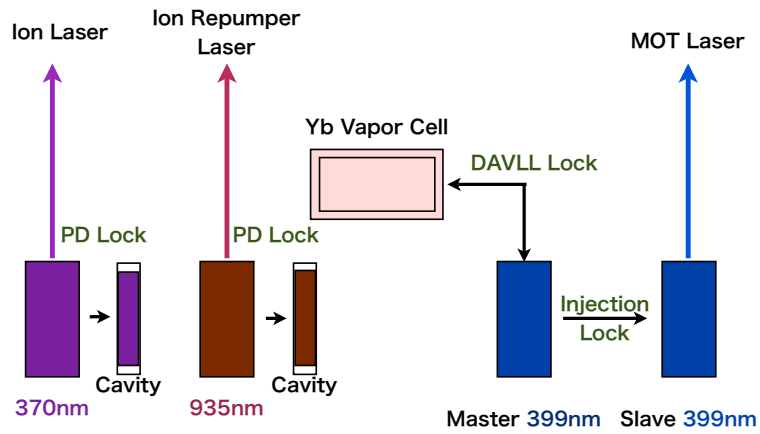 Ion Laser
Ion Repumper
Laser
MOT Laser
Yb Vapor Cell
DAVLL Lock
PD Lock
PD Lock
Injection
Lock
Cavity
Cavity
370nm
935nm
Master 399nm
Slave 399nm